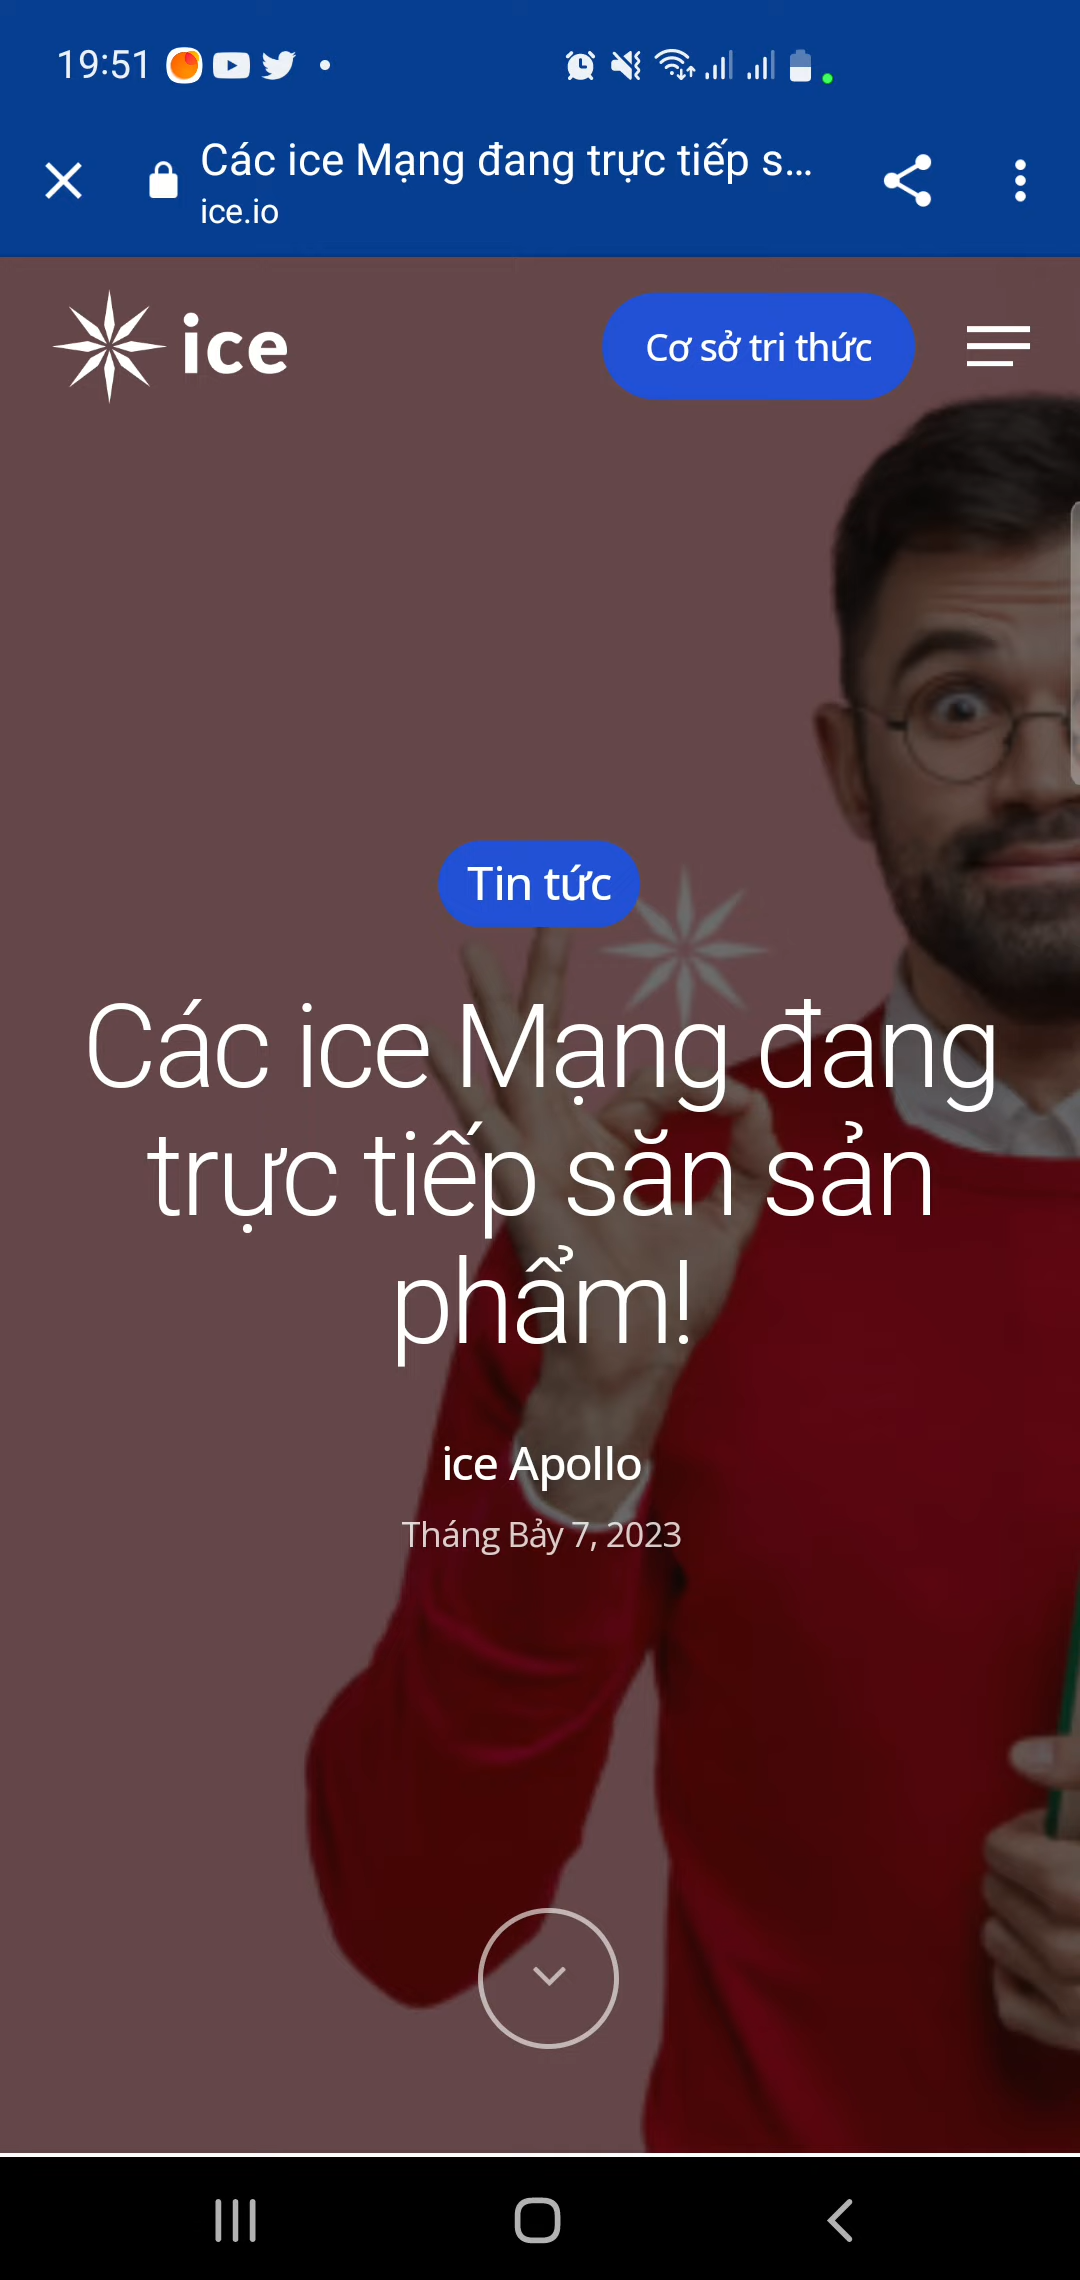 19:51
Các ice Mạng đang trực tiếp s...
ice.io
ice
Cơ sở tri thức
Tin tức
Các ice Mạng đang
trực tiếp săn sản
phẩm!
ice Apollo
Tháng Bảy 7, 2023